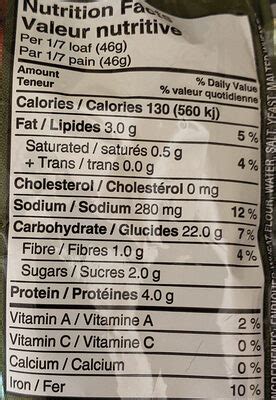 Nutrition Facts
Valeur nutritive
Per 1/7 loaf (46g)
Par 1/7 pain (46g)
Amount % Daily Value
Teneur % valeur quotidienne
Calories / Calories 130 (560 kj)
Fat / Lipides 3.0 g 5 %
Saturated / saturés 0.5 g
+ Trans / trans 0.0 g 4 %
Cholesterol / Cholestérol 0 mg
Sodium / Sodium 280 mg 12 %
Carbohydrate / Glucides 22.0 g 7 %
Fibre / Fibres 1.0 g 4 %
Sugars / Sucres 2.0 g
Protein / Protéines 4.0 g
Vitamin A / Vitamine A 2 %
Vitamin C / Vitamine C 0 %
Calcium / Calcium 0 %
Iron / Fer 10 %